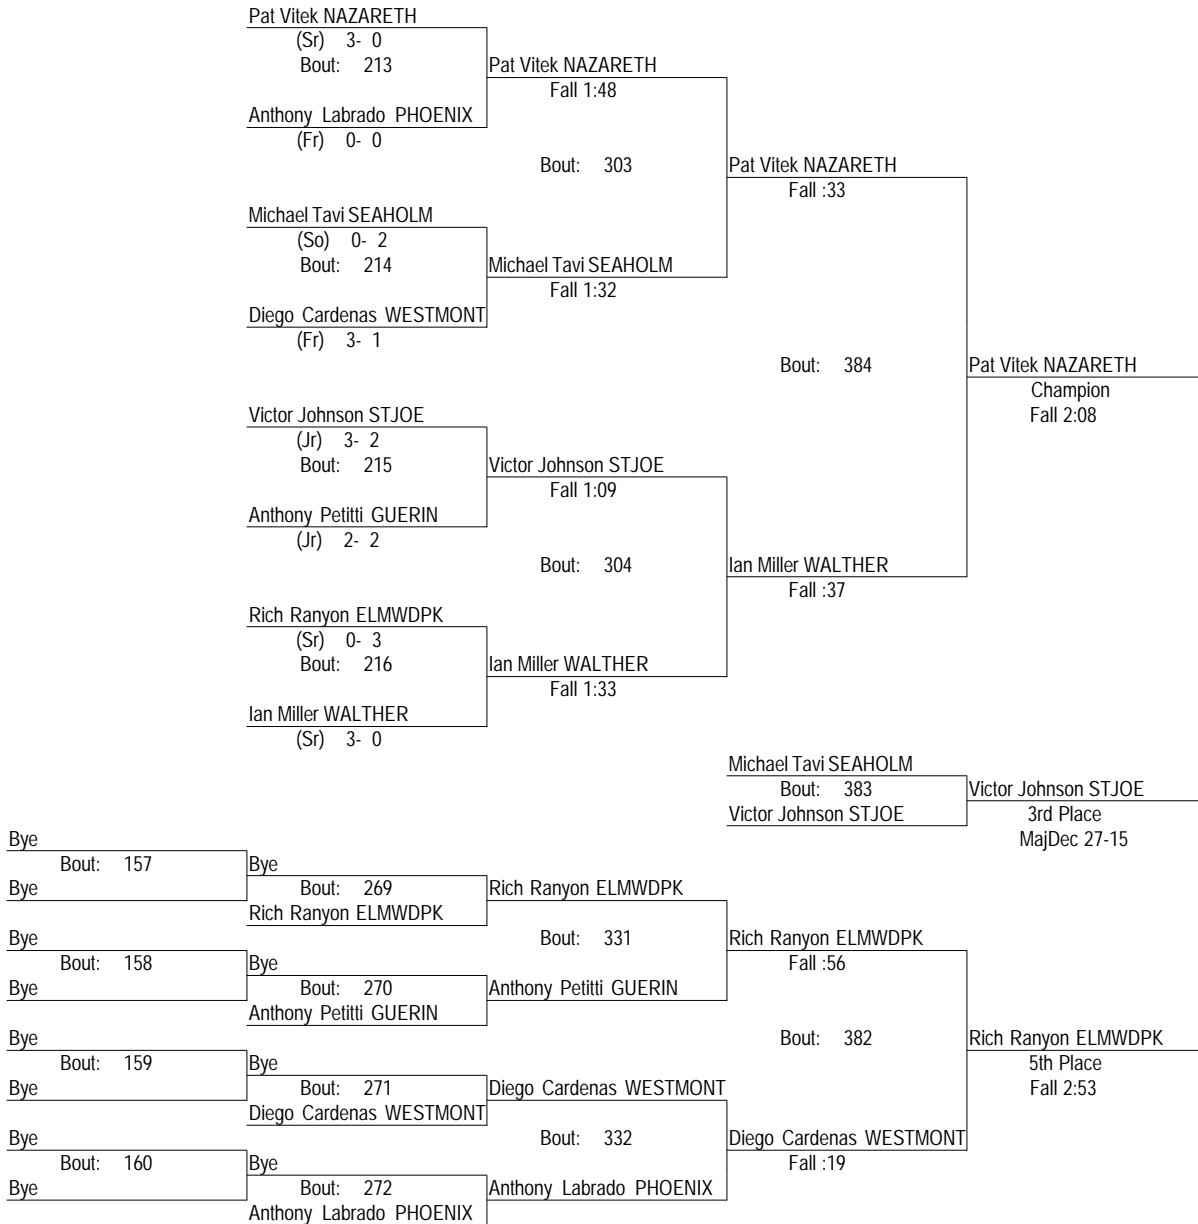 Pat Vitek NAZARETH
(Sr) 3- 0
Bout: 213
Pat Vitek NAZARETH
Fall 1:48
Anthony Labrado PHOENIX
(Fr) 0- 0
Bout: 303
Pat Vitek NAZARETH
Fall :33
Michael Tavi SEAHOLM
(So) 0- 2
Bout: 214
Michael Tavi SEAHOLM
Fall 1:32
Diego Cardenas WESTMONT
(Fr) 3- 1
Bout: 384
Pat Vitek NAZARETH
Champion
Fall 2:08
Victor Johnson STJOE
(Jr) 3- 2
Bout: 215
Victor Johnson STJOE
Fall 1:09
Anthony Petitti GUERIN
(Jr) 2- 2
Bout: 304
Ian Miller WALTHER
Fall :37
Rich Ranyon ELMWDPK
(Sr) 0- 3
Bout: 216
Ian Miller WALTHER
Fall 1:33
Ian Miller WALTHER
(Sr) 3- 0
Michael Tavi SEAHOLM
Bout: 383
Victor Johnson STJOE
Victor Johnson STJOE
3rd Place
MajDec 27-15
Bye
Bout: 157
Bye
Bye
Bout: 269
Rich Ranyon ELMWDPK
Rich Ranyon ELMWDPK
Bout: 331
Rich Ranyon ELMWDPK
Fall :56
Bye
Bout: 158
Bye
Bye
Bout: 270
Anthony Petitti GUERIN
Anthony Petitti GUERIN
Bout: 382
Rich Ranyon ELMWDPK
5th Place
Fall 2:53
Bye
Bout: 159
Bye
Bye
Bout: 271
Diego Cardenas WESTMONT
Diego Cardenas WESTMONT
Bout: 332
Diego Cardenas WESTMONT
Fall :19
Bye
Bout: 160
Bye
Bye
Bout: 272
Anthony Labrado PHOENIX
Anthony Labrado PHOENIX